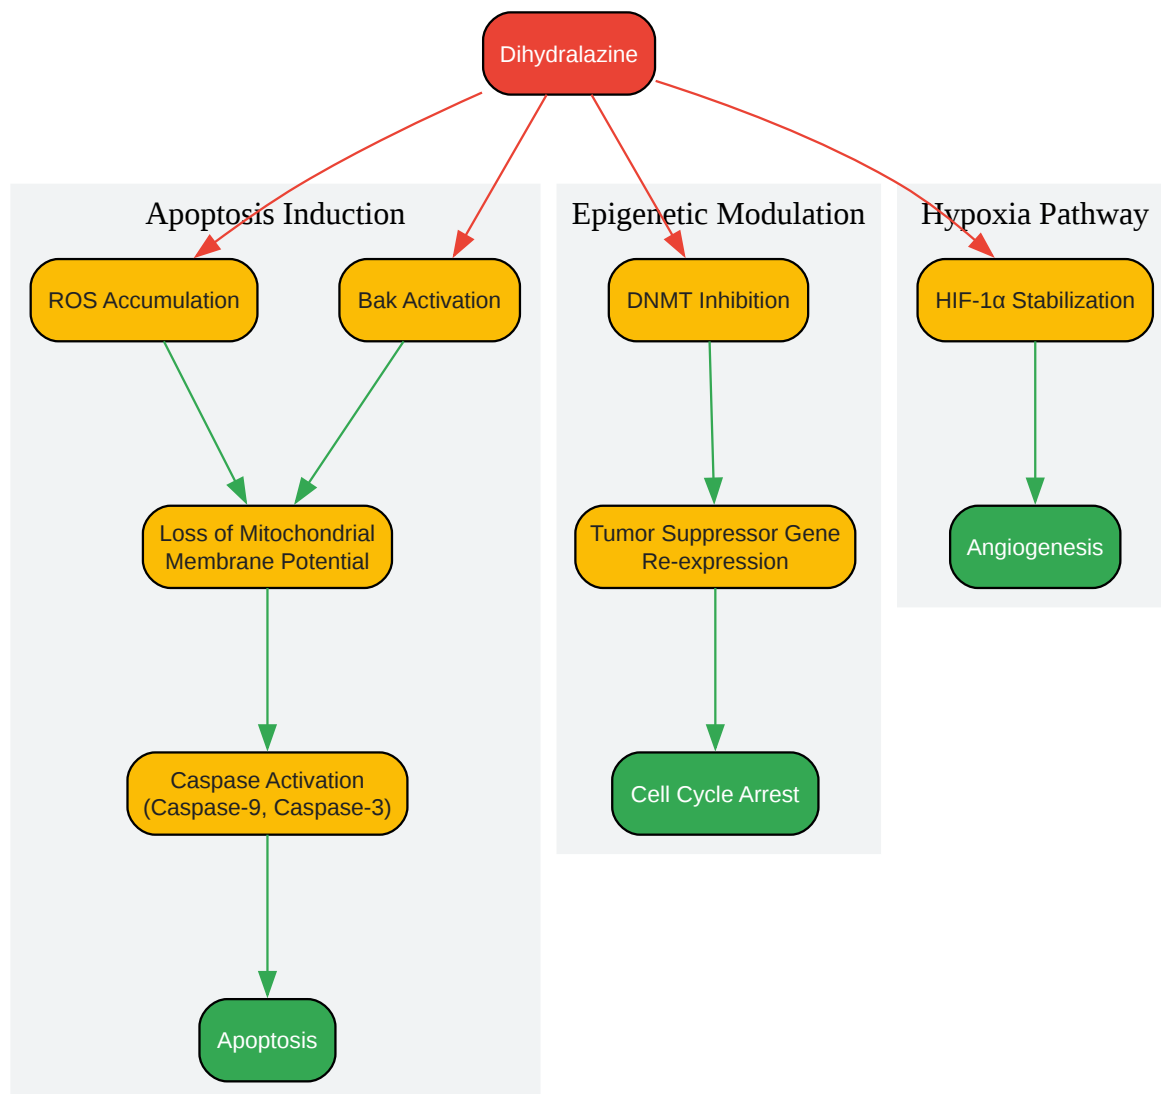 Dihydralazine
Apoptosis Induction
Epigenetic Modulation
Hypoxia Pathway
ROS Accumulation
Bak Activation
DNMT Inhibition
HIF-1α Stabilization
Loss of Mitochondrial
Membrane Potential
Tumor Suppressor Gene
Re-expression
Angiogenesis
Caspase Activation
(Caspase-9, Caspase-3)
Cell Cycle Arrest
Apoptosis